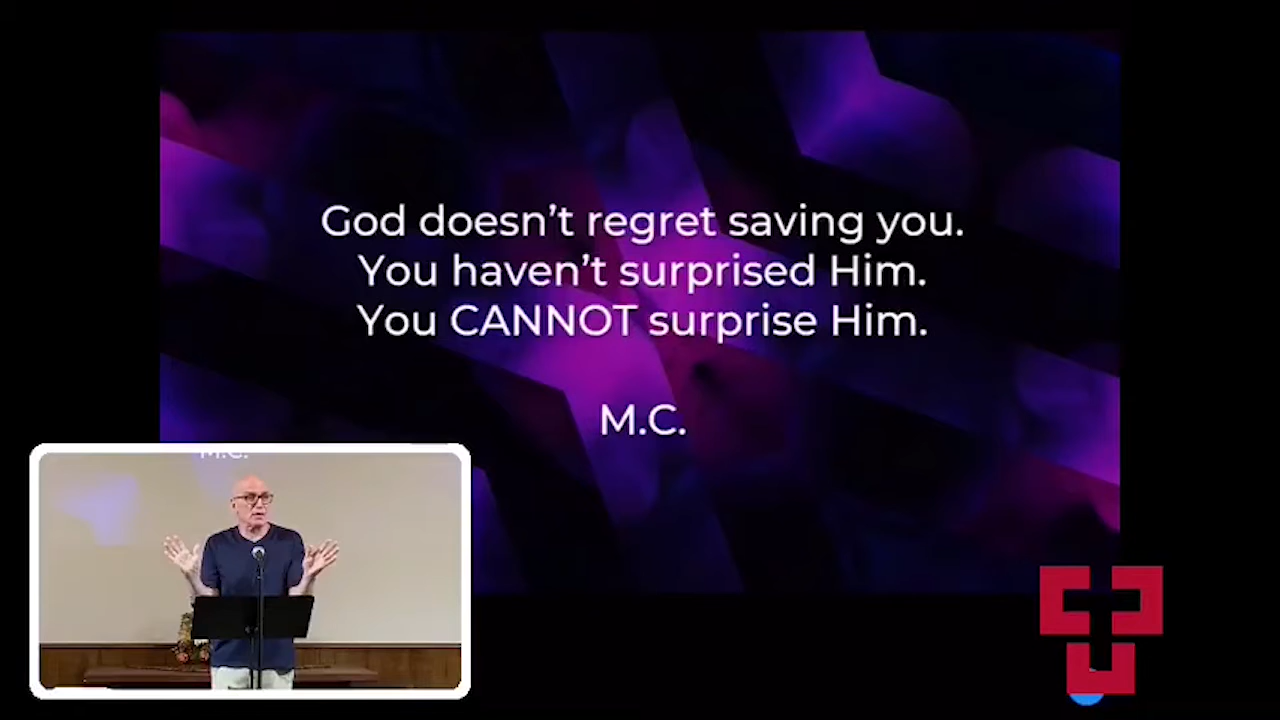 God doesn’t regret saving you.
You haven’t surprised Him.
You CANNOT surprise Him.
M.C.
M.C.